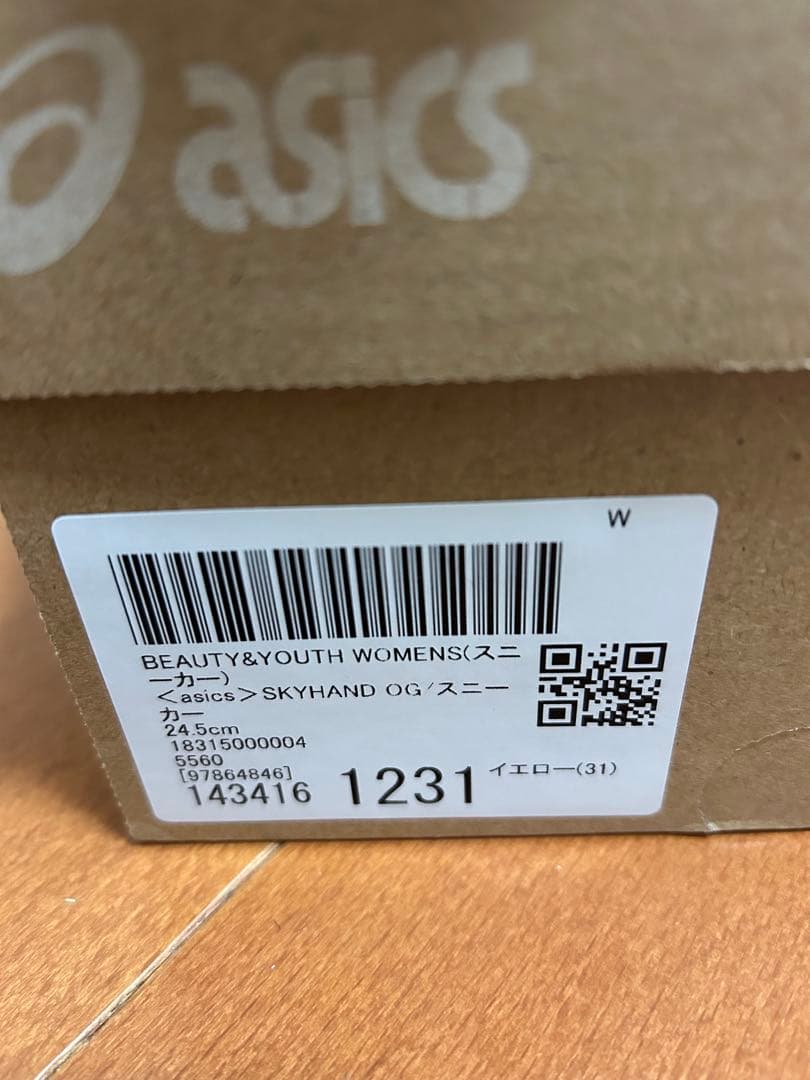 asics
W
BEAUTY&YOUTH WOMENS(スニ
ーカー)
＜asics＞SKYHAND OG/スニー
カー
24.5cm
18315000004
5560
[97864846]
143416 1231 イエロー(31)